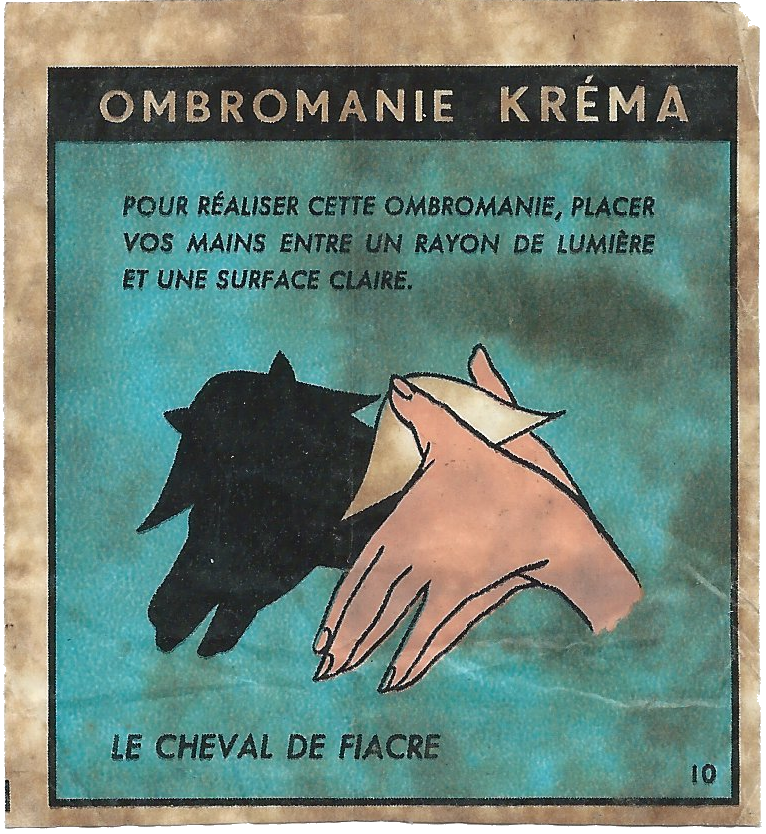 OMBROMANIE KRÉMA
POUR RÉALISER CETTE OMBROMANIE, PLACER
VOS MAINS ENTRE UN RAYON DE LUMIÈRE
ET UNE SURFACE CLAIRE.
LE CHEVAL DE FIACRE
10